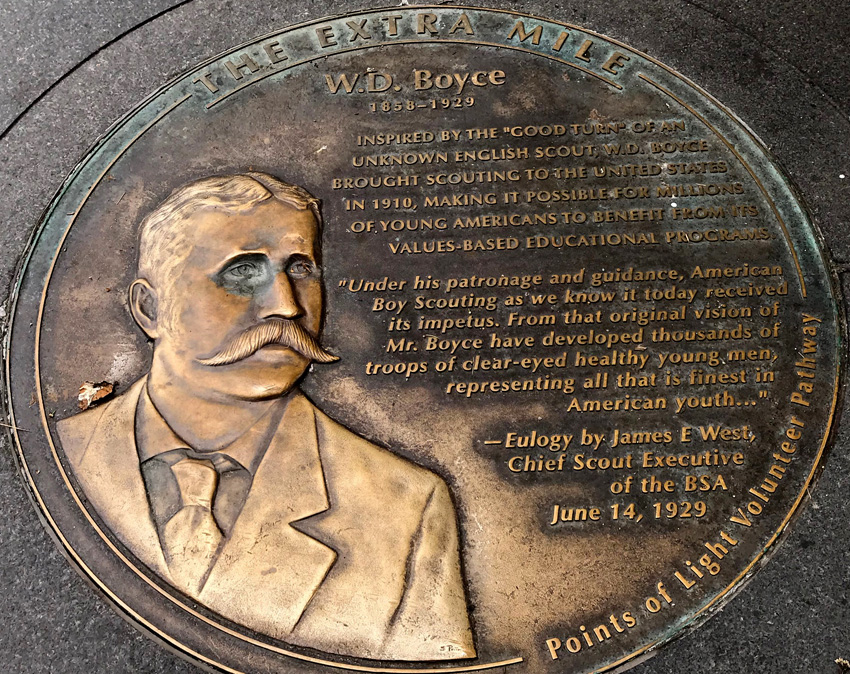 THE EXTRA MILE
W.D. Boyce
1858–1929
INSPIRED BY THE "GOOD TURN" OF AN
UNKNOWN ENGLISH SCOUT, W.D. BOYCE
BROUGHT SCOUTING TO THE UNITED STATES
IN 1910, MAKING IT POSSIBLE FOR MILLIONS
OF YOUNG AMERICANS TO BENEFIT FROM ITS
VALUES-BASED EDUCATIONAL PROGRAMS.
"Under his patronage and guidance, American
Boy Scouting as we know it today received
its impetus. From that original vision of
Mr. Boyce have developed thousands of
troops of clear-eyed healthy young men,
representing all that is finest in
American youth..."
—Eulogy by James E West,
Chief Scout Executive
of the BSA
June 14, 1929
Points of Light Volunteer Pathway